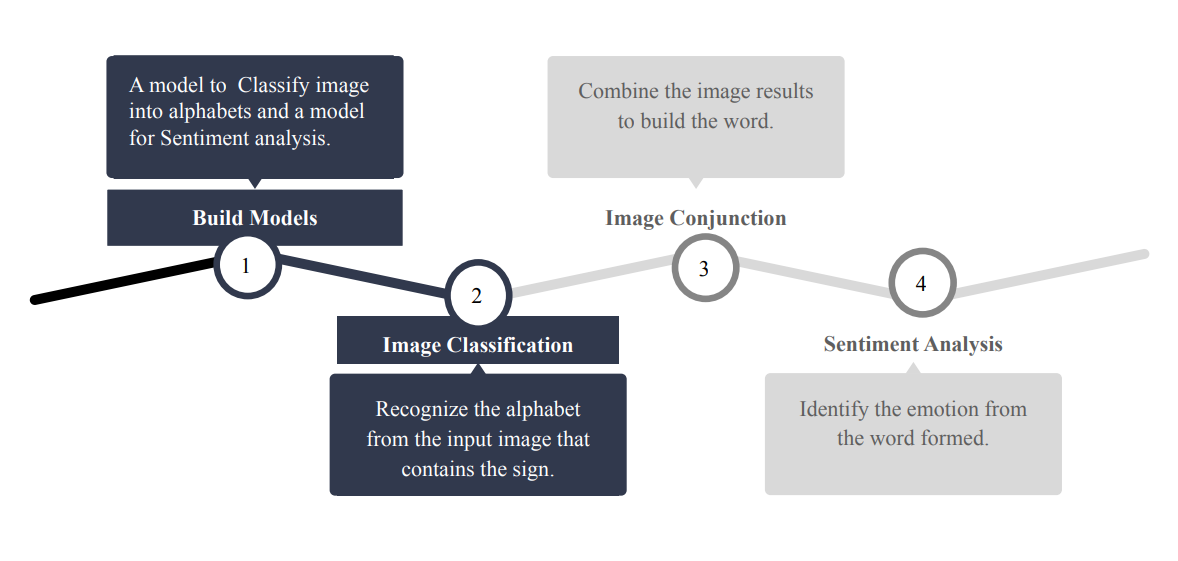 A model to  Classify image
into alphabets and a model
for Sentiment analysis.
Build Models
1
2
Image Classification
Recognize the alphabet
from the input image that
contains the sign.
Combine the image results
to build the word.
Image Conjunction
3
4
Sentiment Analysis
Identify the emotion from
the word formed.